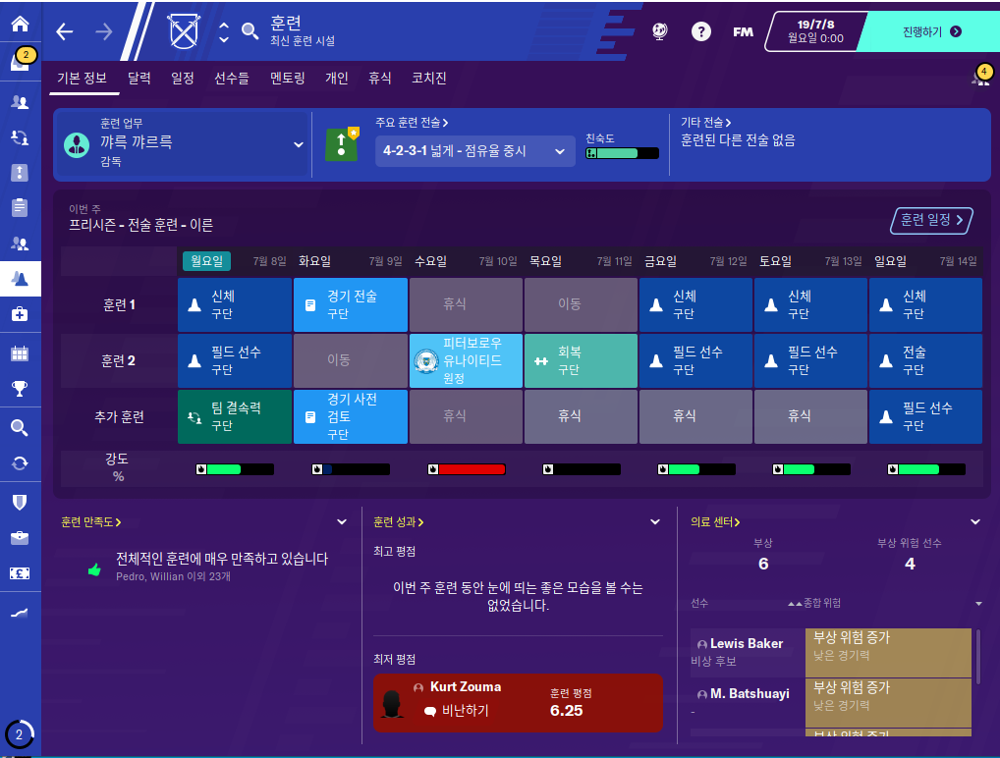 훈련
최신 훈련 시설
?
FM
19/7/8
월요일 0:00
진행하기
2
4
기본 정보 달력 일정 선수들 멘토링 개인 휴식 코치진
훈련 업무
꺄륵 꺄르륵
감독
주요 훈련 전술
4-2-3-1 넓게 - 점유율 중시
친숙도
기타 전술
훈련된 다른 전술 없음
이번 주
프리시즌 - 전술 훈련 - 이른
훈련 일정
월요일 7월 8일 화요일 7월 9일 수요일 7월 10일 목요일 7월 11일 금요일 7월 12일 토요일 7월 13일 일요일 7월 14일
훈련 1
신체
구단
경기 전술
구단
휴식
이동
신체
구단
신체
구단
신체
구단
훈련 2
필드 선수
구단
이동
피터보로우
유나이티드
원정
회복
구단
필드 선수
구단
필드 선수
구단
전술
구단
추가 훈련
팀 결속력
구단
경기 사전
검토
구단
휴식
휴식
휴식
휴식
필드 선수
구단
강도
%
훈련 만족도
전체적인 훈련에 매우 만족하고 있습니다
Pedro, Willian 이외 23개
훈련 성과
최고 평점
이번 주 훈련 동안 눈에 띄는 좋은 모습을 볼 수는
없었습니다.
최저 평점
Kurt Zouma
비난하기
훈련 평점
6.25
의료 센터
부상
6
부상 위험 선수
4
선수
종합 위험
Lewis Baker
비상 후보
부상 위험 증가
낮은 경기력
M. Batshuayi
-
부상 위험 증가
낮은 경기력
부상 위험 증가
2